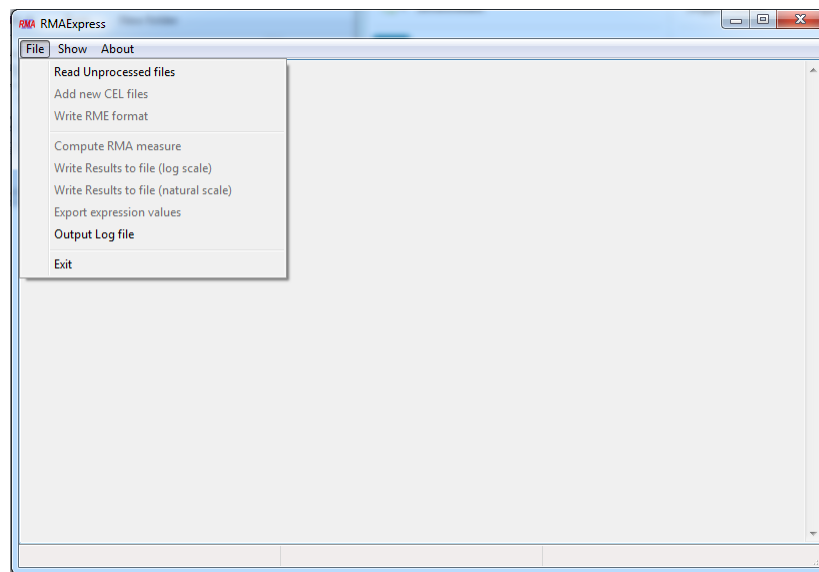 RMA RMAExpress
File Show About
Read Unprocessed files
Add new CEL files
Write RME format
Compute RMA measure
Write Results to file (log scale)
Write Results to file (natural scale)
Export expression values
Output Log file
Exit